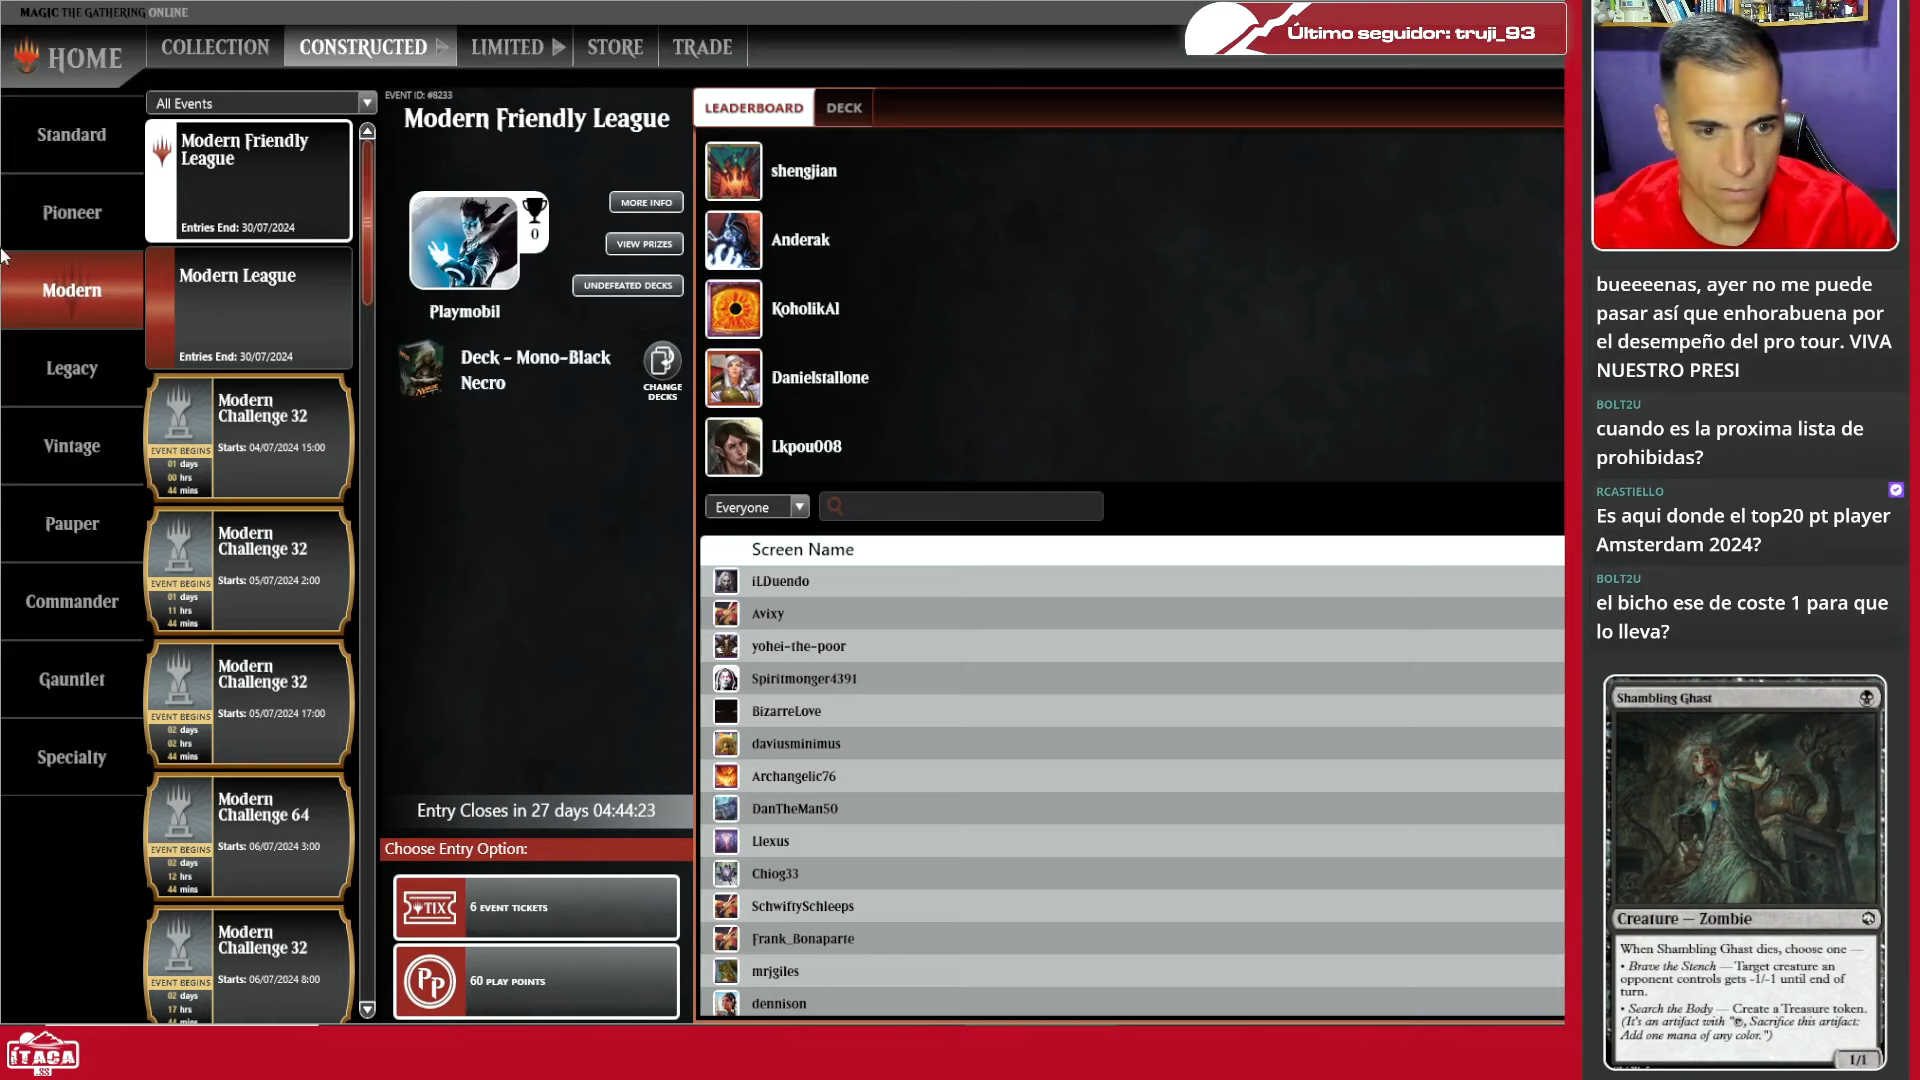 MAGIC THE GATHERING ONLINE
HOME
COLLECTION
CONSTRUCTED
LIMITED
STORE
TRADE
Último seguidor: truji_93
Standard
Pioneer
Modern
Legacy
Vintage
Pauper
Commander
Gauntlet
Specialty
All Events
Modern Friendly
League
Entries End: 30/07/2024
Modern League
Entries End: 30/07/2024
Modern
Challenge 32
Starts: 04/07/2024 15:00
EVENT BEGINS
01 days
00 hrs
44 mins
Modern
Challenge 32
Starts: 05/07/2024 2:00
EVENT BEGINS
01 days
11 hrs
44 mins
Modern
Challenge 32
Starts: 05/07/2024 17:00
EVENT BEGINS
02 days
02 hrs
44 mins
Modern
Challenge 64
Starts: 06/07/2024 3:00
EVENT BEGINS
02 days
12 hrs
44 mins
Modern
Challenge 32
Starts: 06/07/2024 8:00
EVENT BEGINS
02 days
17 hrs
44 mins
EVENT ID: #8233
Modern Friendly League
0
MORE INFO
VIEW PRIZES
UNDEFEATED DECKS
Playmobil
Deck - Mono-Black
Necro
CHANGE
DECKS
Entry Closes in 27 days 04:44:23
Choose Entry Option:
TIX
6 EVENT TICKETS
PP
60 PLAY POINTS
LEADERBOARD
DECK
shengjian
Anderak
KoholikAl
Danielstallone
Lkpou008
Everyone
Screen Name
iLDuendo
Avixy
yohei-the-poor
Spiritmonger4391
BizarreLove
daviusminimus
Archangelic76
DanTheMan50
Llexus
Chiog33
SchwiftySchleeps
Frank_Bonaparte
mrjgiles
dennison
bueeeenas, ayer no me puede
pasar así que enhorabuena por
el desempeño del pro tour. VIVA
NUESTRO PRESI
BOLT2U
cuando es la proxima lista de
prohibidas?
RCASTIELLO
Es aqui donde el top20 pt player
Amsterdam 2024?
BOLT2U
el bicho ese de coste 1 para que
lo lleva?
Shambling Ghast
Creature — Zombie
When Shambling Ghast dies, choose one —
• Brave the Stench — Target creature an
opponent controls gets -1/-1 until end of
turn.
• Search the Body — Create a Treasure token.
(It's an artifact with "T, Sacrifice this artifact:
Add one mana of any color.")
1/1
ÍTACA
.SS